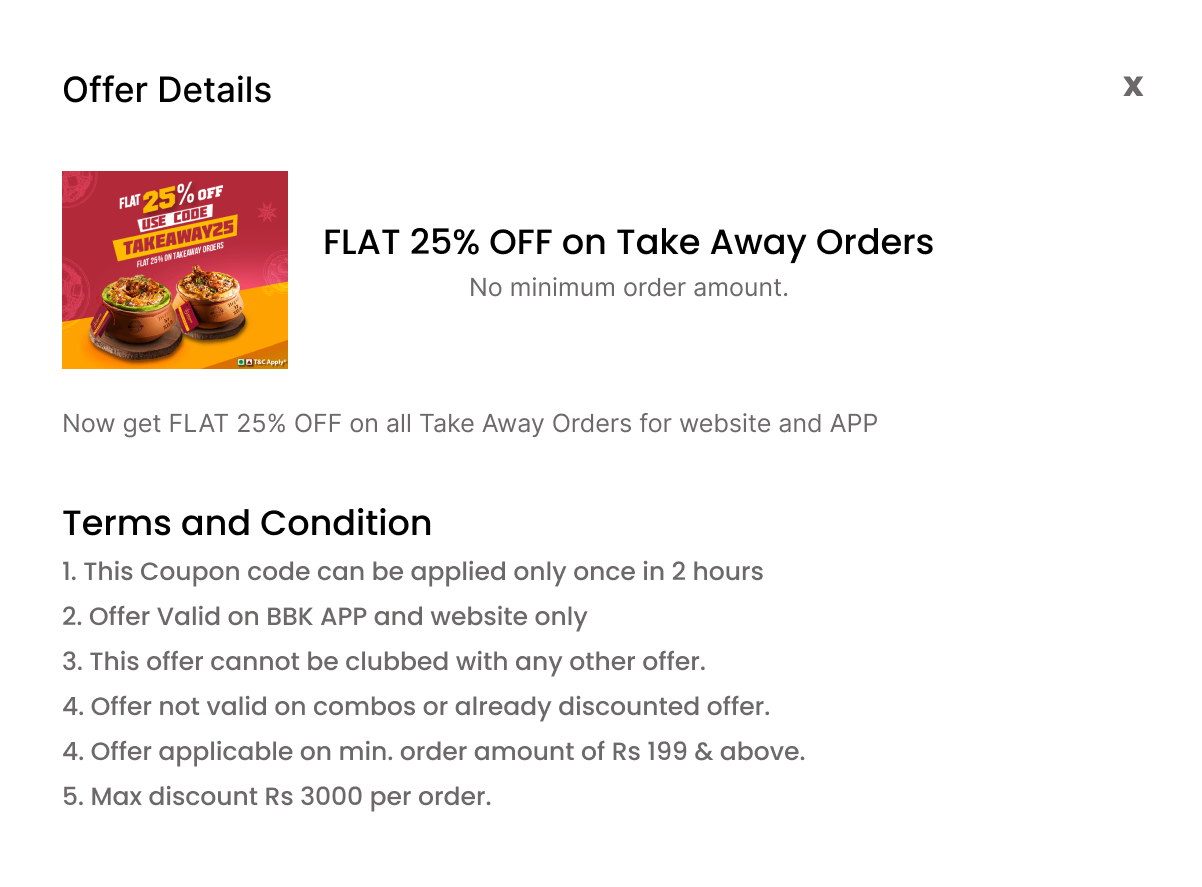 Offer Details
x
FLAT 25% OFF
USE CODE
TAKEAWAY25
FLAT 25% ON TAKEAWAY ORDERS
T&C Apply*
FLAT 25% OFF on Take Away Orders
No minimum order amount.
Now get FLAT 25% OFF on all Take Away Orders for website and APP
Terms and Condition
1. This Coupon code can be applied only once in 2 hours
2. Offer Valid on BBK APP and website only
3. This offer cannot be clubbed with any other offer.
4. Offer not valid on combos or already discounted offer.
4. Offer applicable on min. order amount of Rs 199 & above.
5. Max discount Rs 3000 per order.